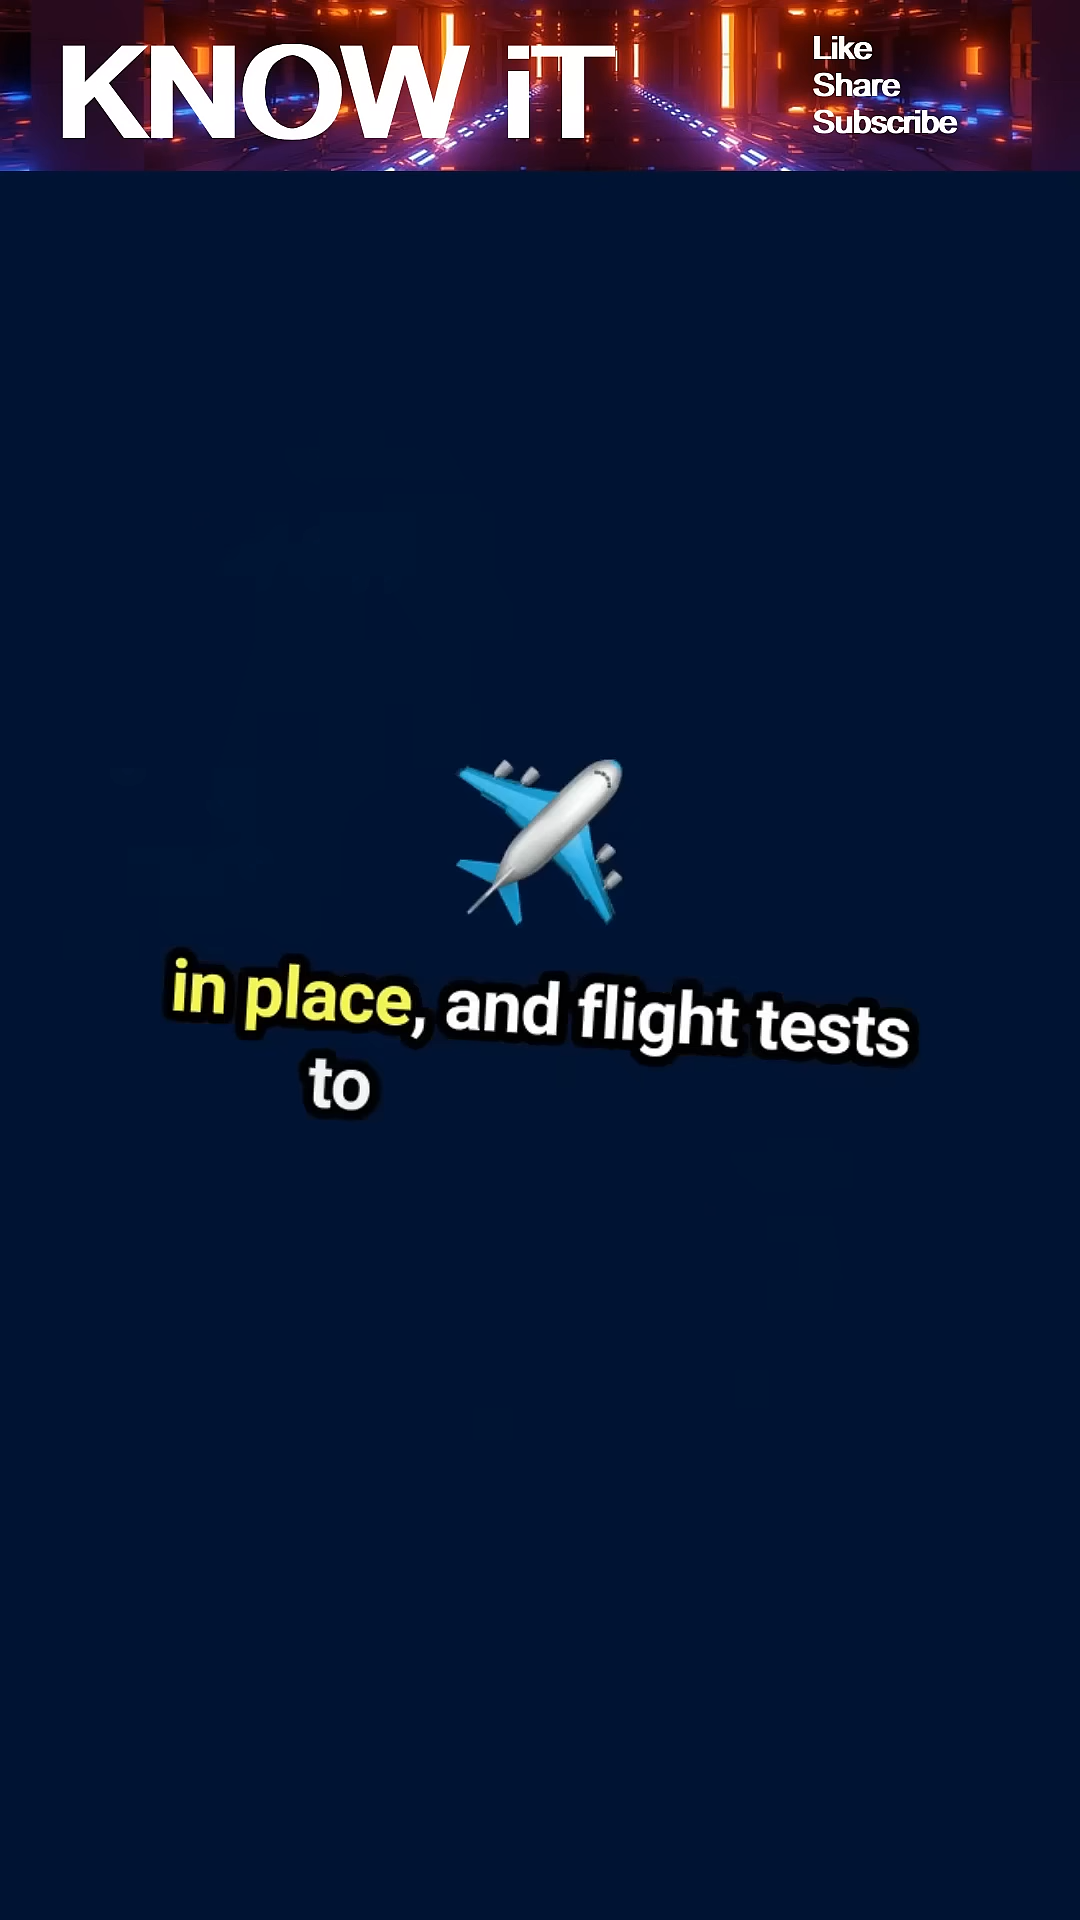 KNOW iT
Like
Share
Subscribe
in place, and flight tests
to